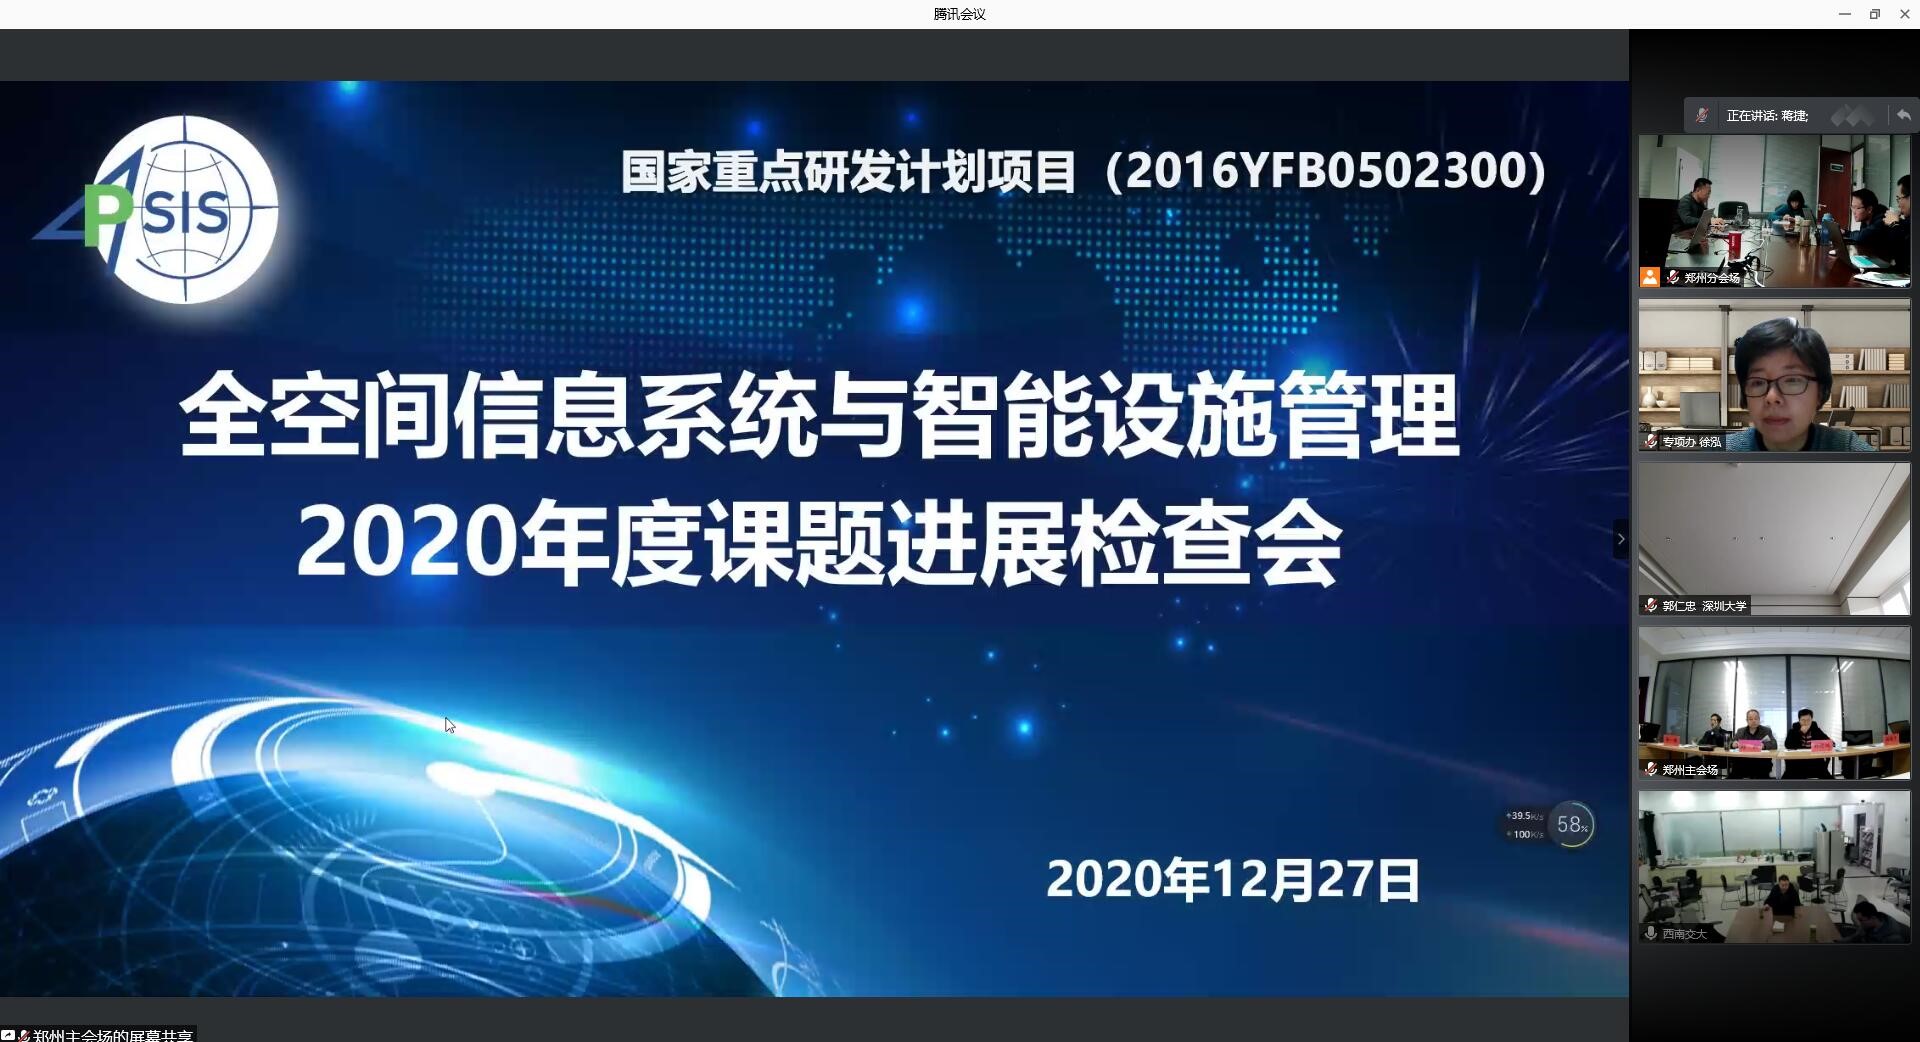 腾讯会议
正在讲话: 蒋捷;
PSIS
国家重点研发计划项目（2016YFB0502300）
全空间信息系统与智能设施管理
2020年度课题进展检查会
2020年12月27日
39.5K/s
100K/s
58%
郑州分会场
专项办 徐泓
郭仁忠 深圳大学
郑州主会场
西南交大
郑州主会场的屏幕共享